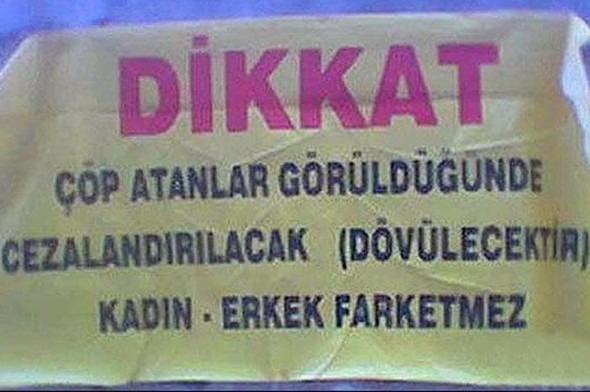 DİKKAT
ÇÖP ATANLAR GÖRÜLDÜĞÜNDE
CEZALANDIRILACAK (DÖVÜLECEKTİR)
KADIN - ERKEK FARKETMEZ